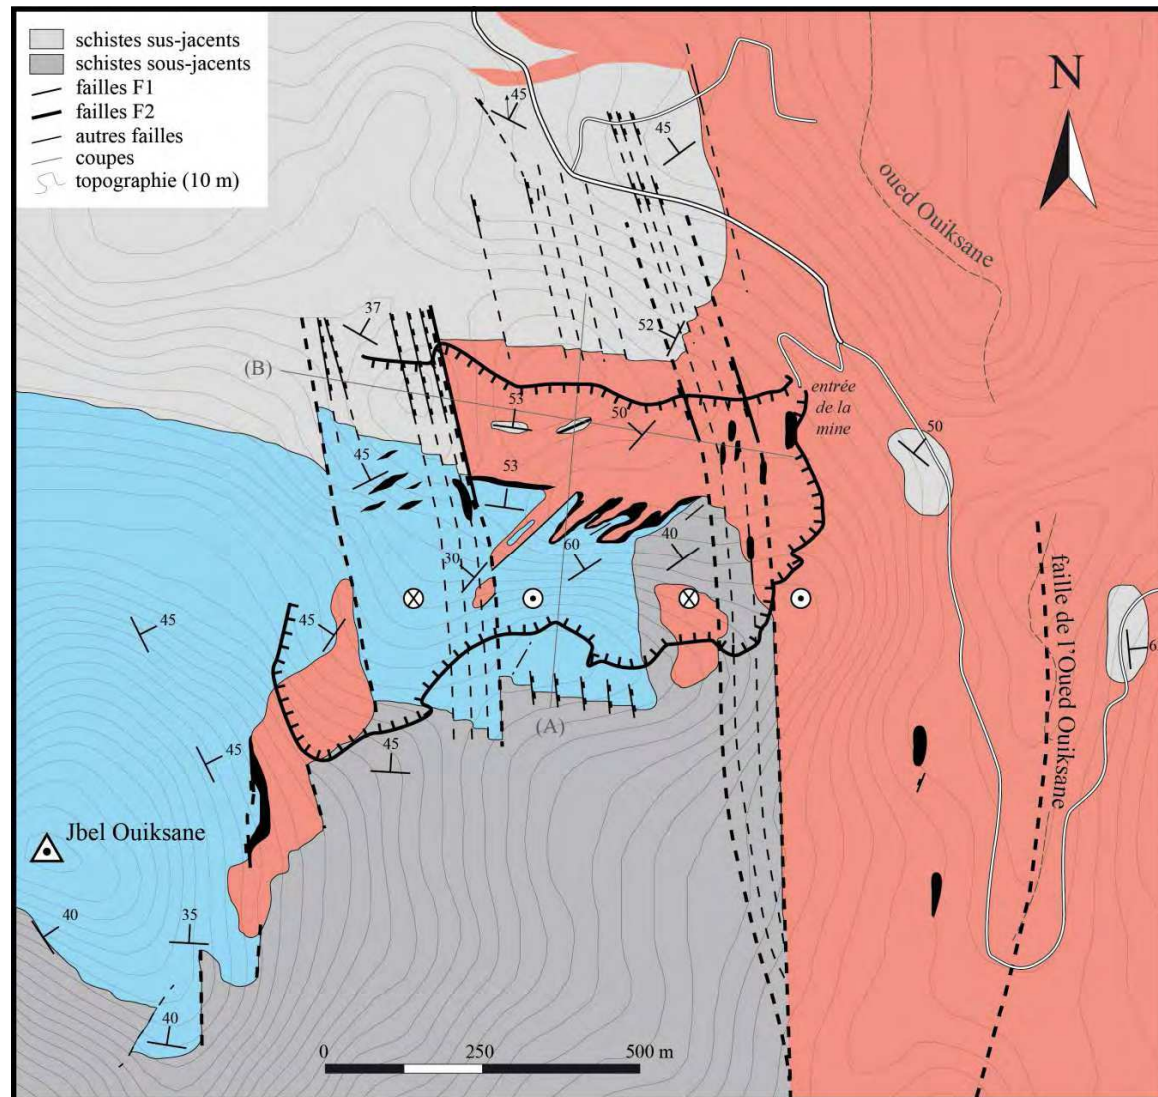 schistes sus-jacents
schistes sous-jacents
failles F1
failles F2
autres failles
coupes
topographie (10 m)
N
45
45
oued Ouiksane
37
52
(B)
entrée
de la
mine
53
50
50
45
53
40
60
30
45
45
faille de l'Oued Ouiksane
6
(A)
45
45
Jbel Ouiksane
40
35
40
0
250
500 m